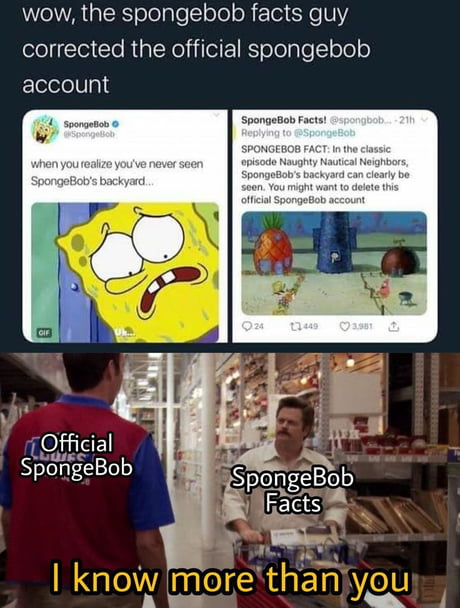 wow, the spongebob facts guy
corrected the official spongebob
account
SpongeBob
@SpongeBob
when you realize you've never seen
SpongeBob's backyard...
GIF
SpongeBob Facts! @spongbob... · 21h
Replying to @SpongeBob
SPONGEBOB FACT: In the classic
episode Naughty Nautical Neighbors,
SpongeBob's backyard can clearly be
seen. You might want to delete this
official SpongeBob account
24 449 3,981
Official
SpongeBob
SpongeBob
Facts
I know more than you